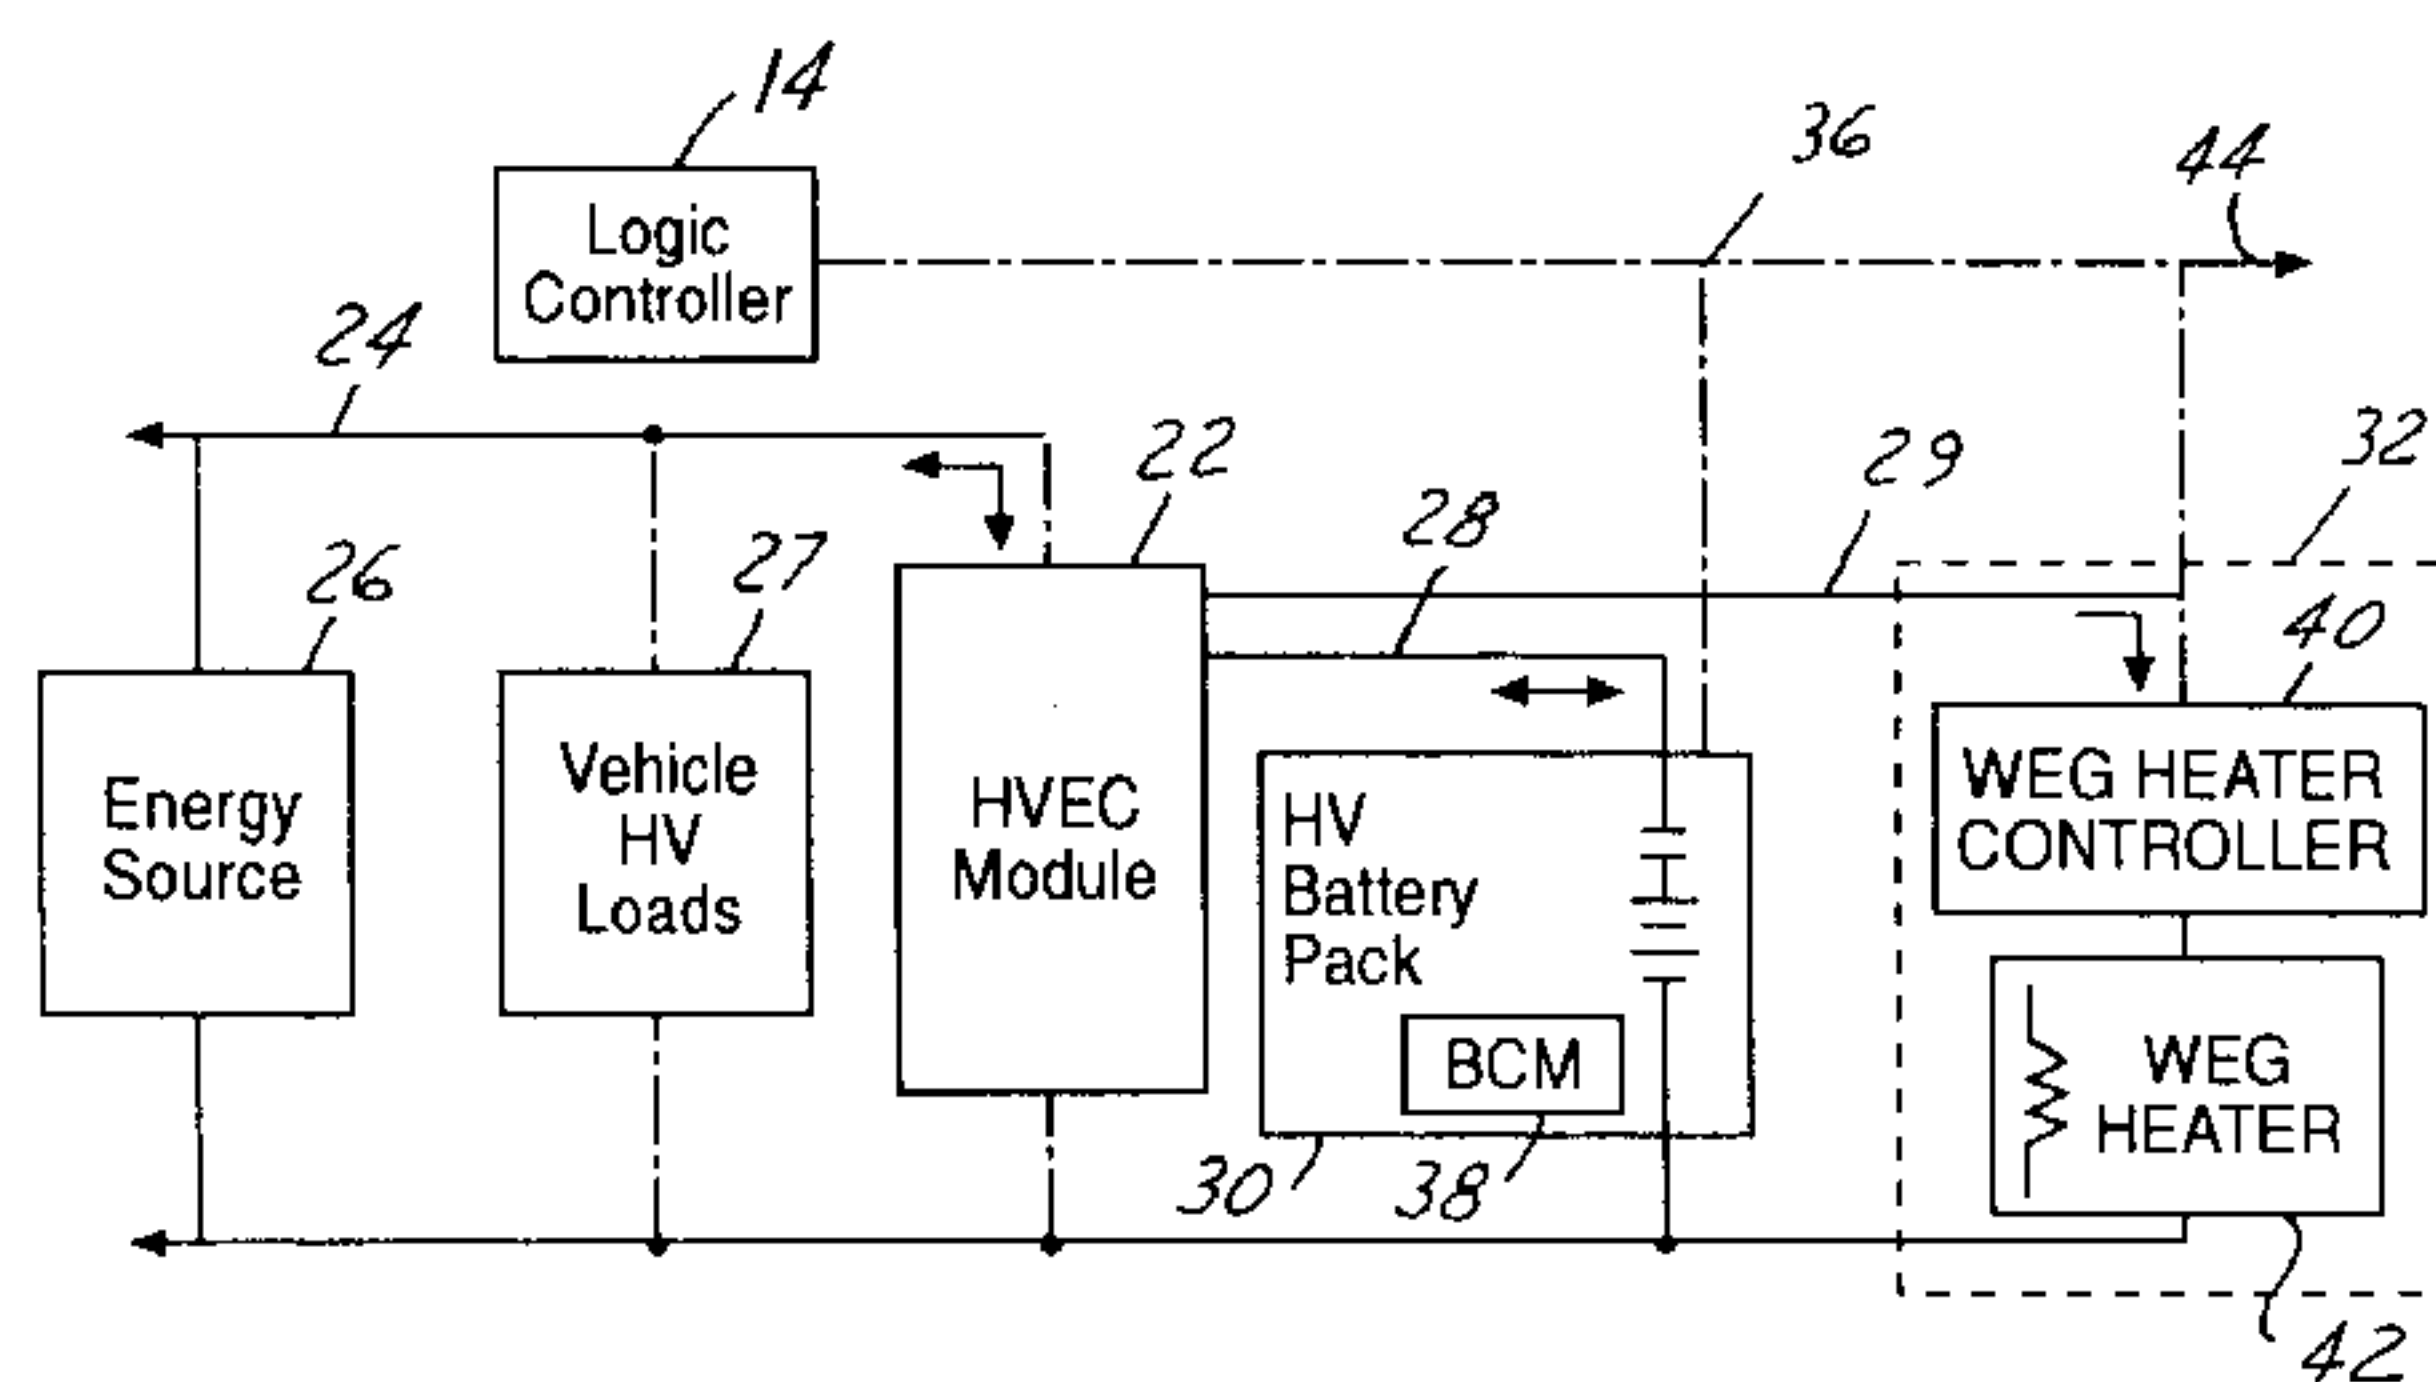 14
36
44
Logic
Controller
24
22
29
32
28
26
27
40
Energy
Source
Vehicle
HV
Loads
HVEC
Module
HV
Battery
Pack
BCM
WEG HEATER
CONTROLLER
WEG
HEATER
30
38
42